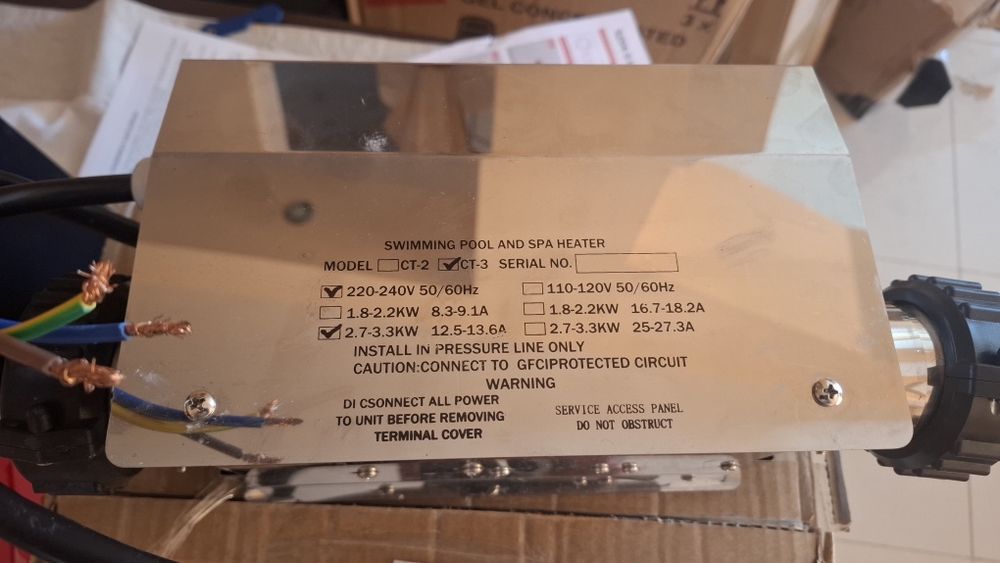 GEL CONCENTRATED
3 X
SWIMMING POOL AND SPA HEATER
MODEL ☐CT-2 ☑CT-3 SERIAL NO.
☑ 220-240V 50/60Hz ☐ 110-120V 50/60Hz
☐ 1.8-2.2KW 8.3-9.1A ☐ 1.8-2.2KW 16.7-18.2A
☑ 2.7-3.3KW 12.5-13.6A ☐ 2.7-3.3KW 25-27.3A
INSTALL IN PRESSURE LINE ONLY
CAUTION:CONNECT TO GFCIPROTECTED CIRCUIT
WARNING
DI CSONNECT ALL POWER
TO UNIT BEFORE REMOVING
TERMINAL COVER
SERVICE ACCESS PANEL
DO NOT OBSTRUCT